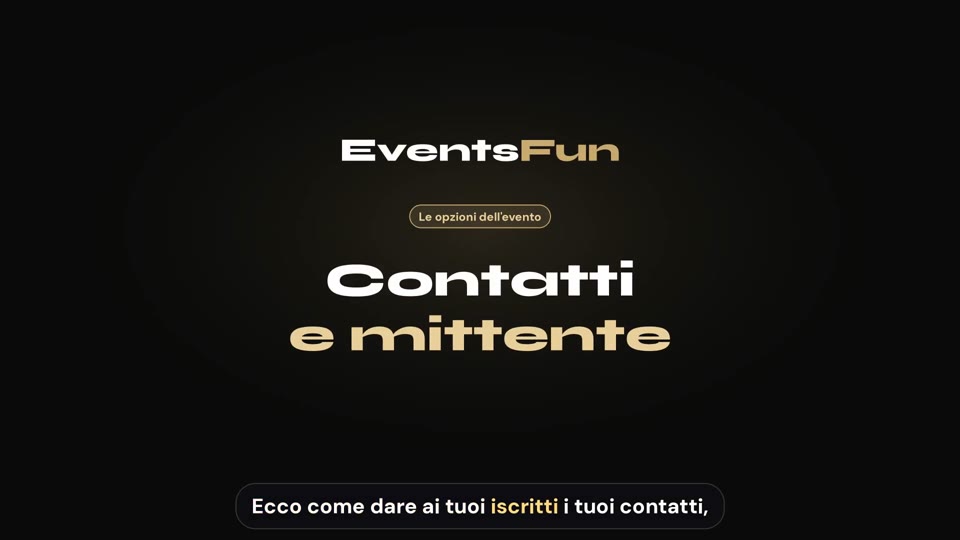 EventsFun
Le opzioni dell'evento
Contatti
e mittente
Ecco come dare ai tuoi iscritti i tuoi contatti,